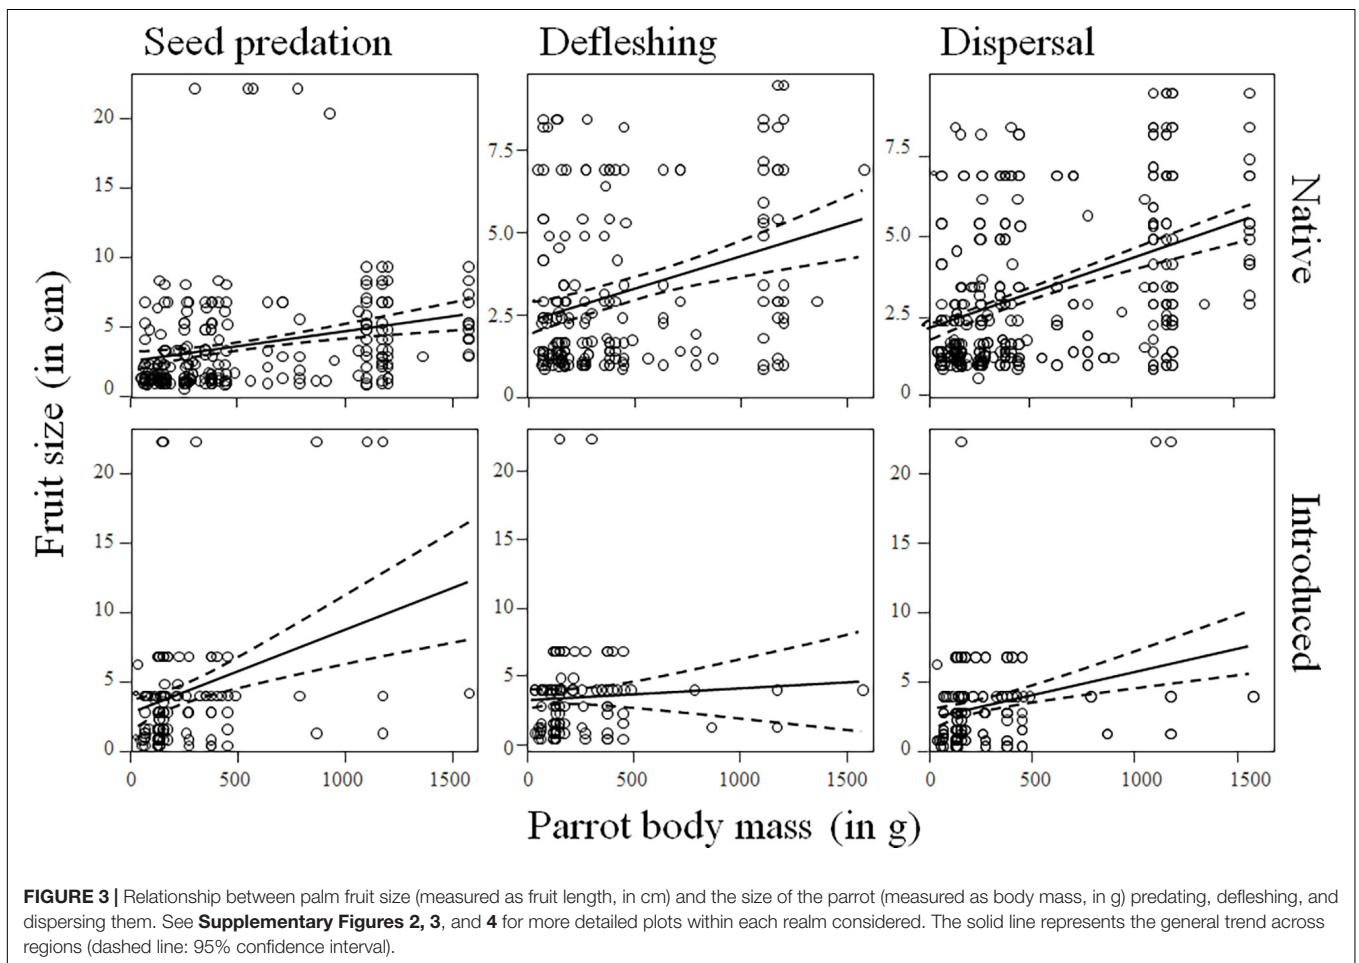 Seed predation Defleshing Dispersal
20
15
10
5
0
7.5
5.0
2.5
0
7.5
5.0
2.5
0
Native
Fruit size (in cm)
20
15
10
5
0
20
15
10
5
0
20
15
10
5
0
Introduced
0 500 1000 1500
0 500 1000 1500
0 500 1000 1500
Parrot body mass (in g)
FIGURE 3 | Relationship between palm fruit size (measured as fruit length, in cm) and the size of the parrot (measured as body mass, in g) predating, defleshing, and
dispersing them. See Supplementary Figures 2, 3, and 4 for more detailed plots within each realm considered. The solid line represents the general trend across
regions (dashed line: 95% confidence interval).